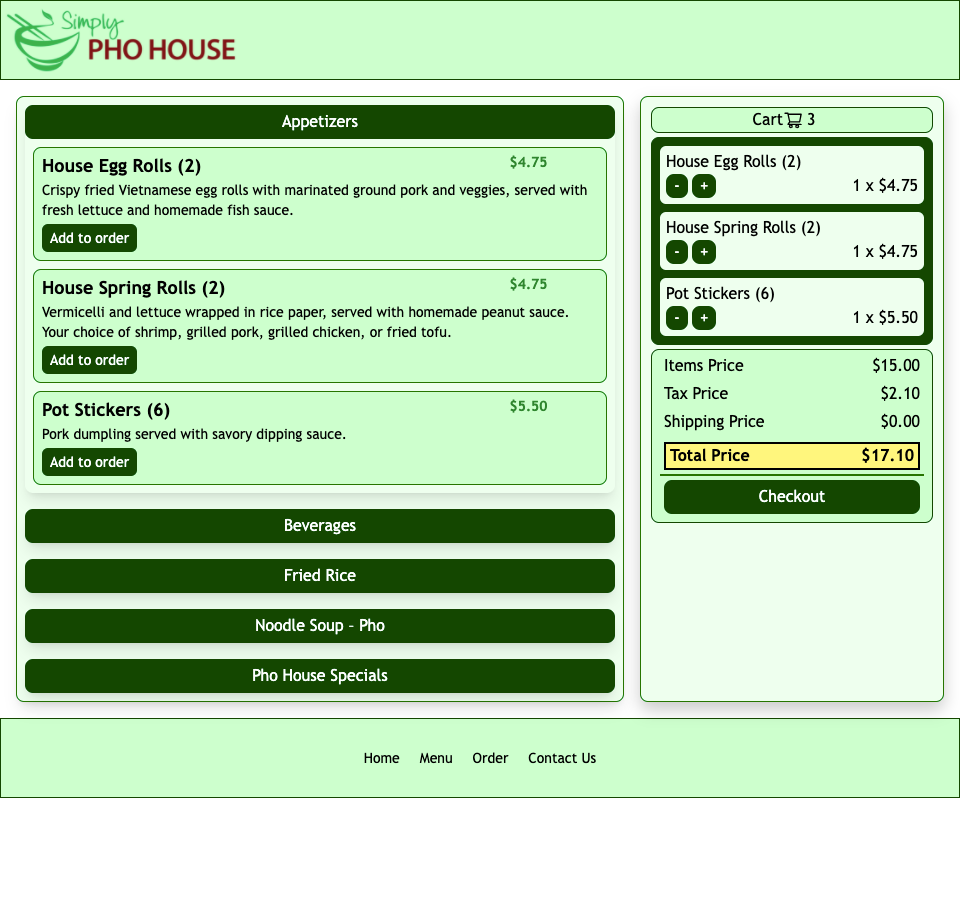 Simply
PHO HOUSE
Appetizers
House Egg Rolls (2)
$4.75
Crispy fried Vietnamese egg rolls with marinated ground pork and veggies, served with
fresh lettuce and homemade fish sauce.
Add to order
House Spring Rolls (2)
$4.75
Vermicelli and lettuce wrapped in rice paper, served with homemade peanut sauce.
Your choice of shrimp, grilled pork, grilled chicken, or fried tofu.
Add to order
Pot Stickers (6)
$5.50
Pork dumpling served with savory dipping sauce.
Add to order
Beverages
Fried Rice
Noodle Soup - Pho
Pho House Specials
Cart 3
House Egg Rolls (2)
- + 1 x $4.75
House Spring Rolls (2)
- + 1 x $4.75
Pot Stickers (6)
- + 1 x $5.50
Items Price $15.00
Tax Price $2.10
Shipping Price $0.00
Total Price $17.10
Checkout
Home Menu Order Contact Us